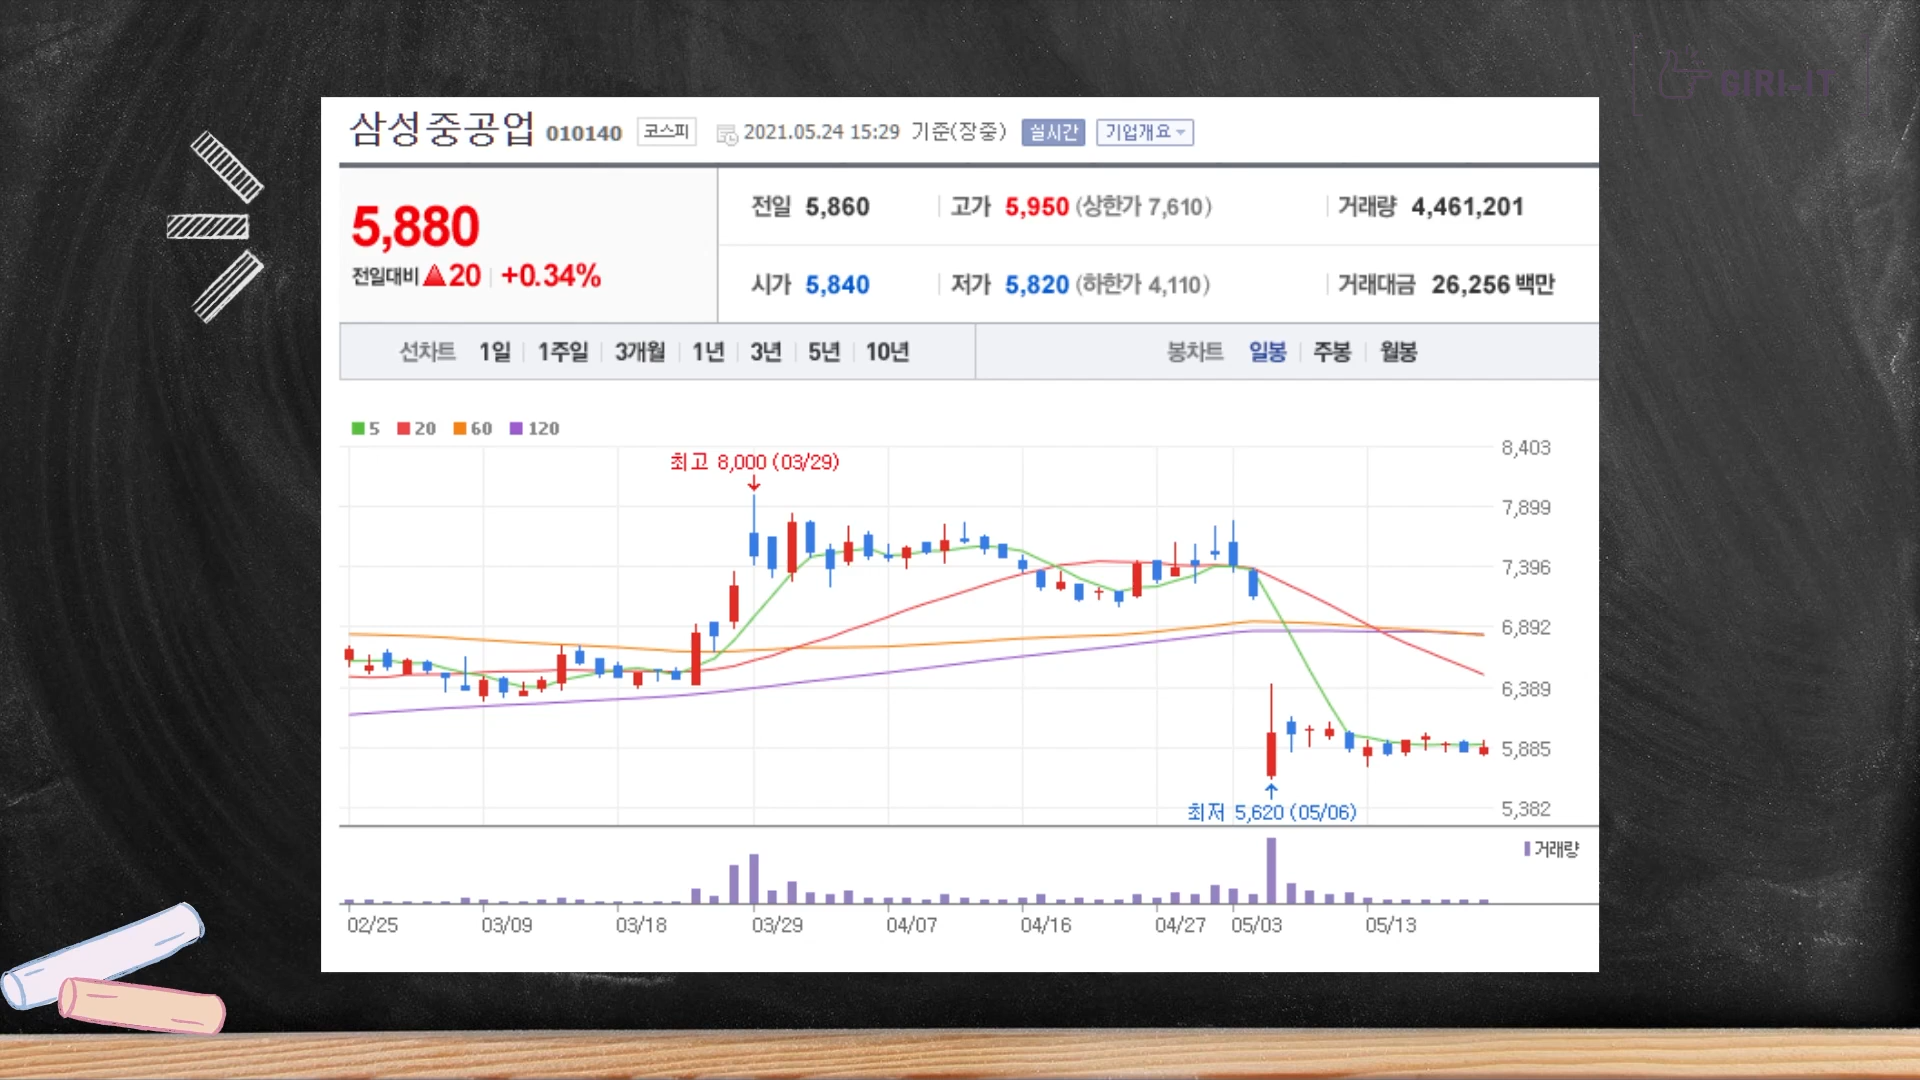 GIRI-IT
삼성중공업 010140 코스피 2021.05.24 15:29 기준(장중) 실시간 기업개요
5,880
전일대비 ▲20 +0.34%
전일 5,860 고가 5,950 (상한가 7,610) 거래량 4,461,201
시가 5,840 저가 5,820 (하한가 4,110) 거래대금 26,256 백만
선차트 1일 1주일 3개월 1년 3년 5년 10년 봉차트 일봉 주봉 월봉
5 20 60 120
최고 8,000 (03/29)
8,403
7,899
7,396
6,892
6,389
5,885
5,382
최저 5,620 (05/06)
거래량
02/25 03/09 03/18 03/29 04/07 04/16 04/27 05/03 05/13